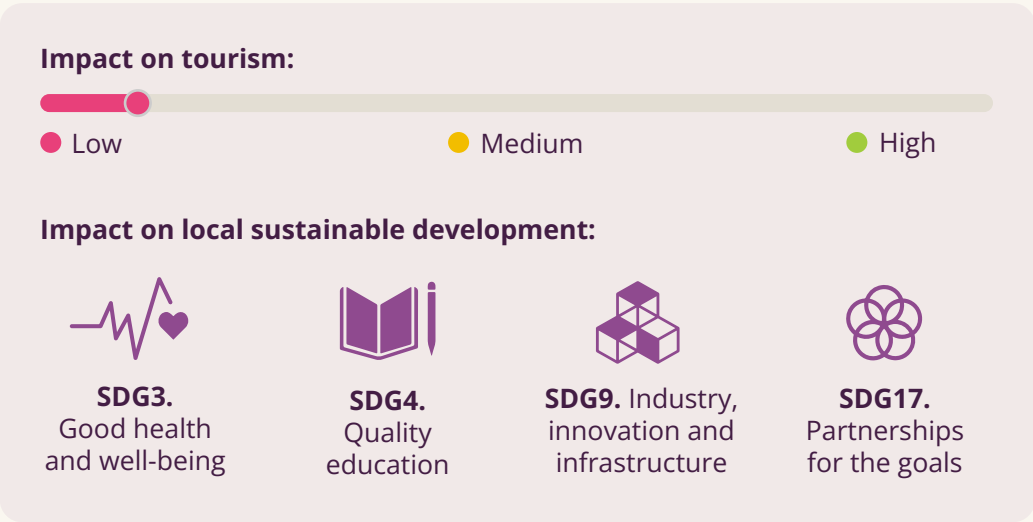 Impact on tourism:
Low
Medium
High
Impact on local sustainable development:
SDG3.
Good health
and well-being
SDG4.
Quality
education
SDG9. Industry,
innovation and
infrastructure
SDG17.
Partnerships
for the goals